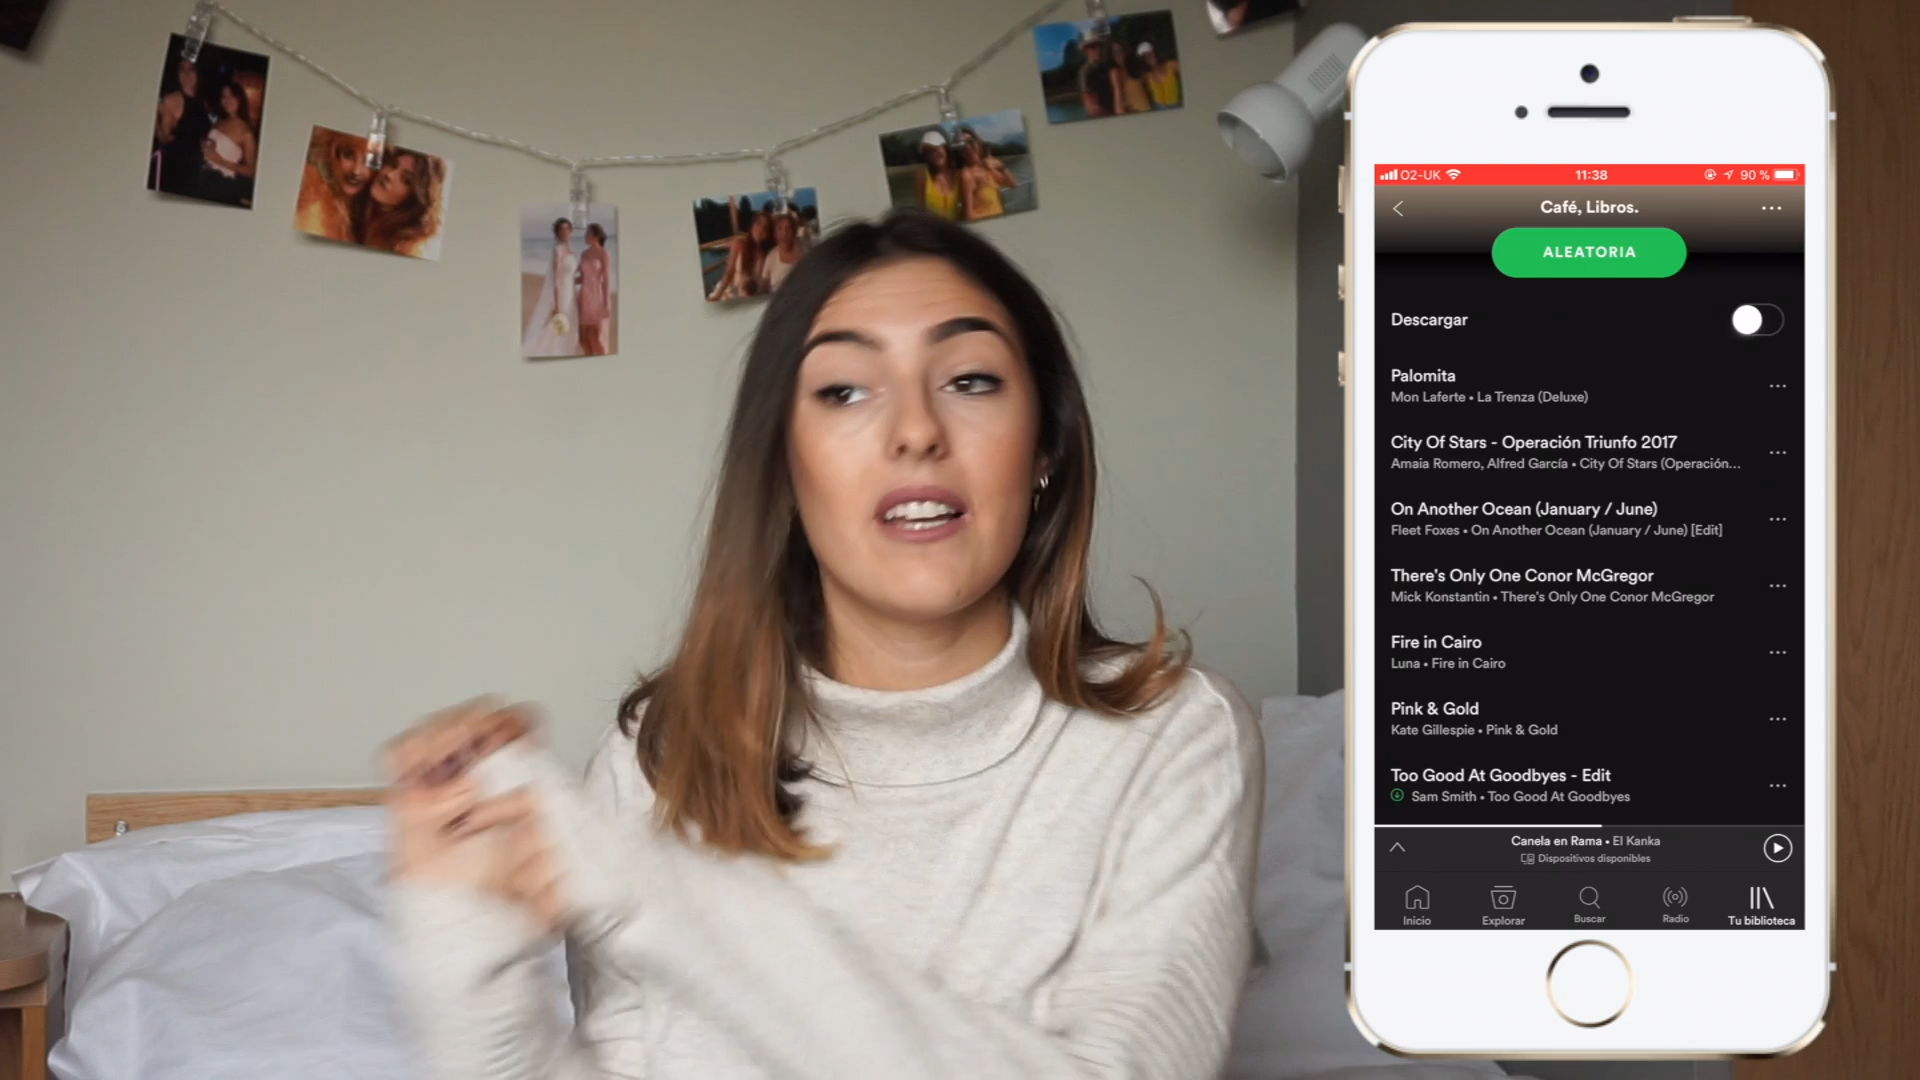 O2-UK 11:38 90 %
Café, Libros.
ALEATORIA
Descargar
Palomita
Mon Laferte • La Trenza (Deluxe)
City Of Stars - Operación Triunfo 2017
Amaia Romero, Alfred García • City Of Stars (Operación...
On Another Ocean (January / June)
Fleet Foxes • On Another Ocean (January / June) [Edit]
There's Only One Conor McGregor
Mick Konstantin • There's Only One Conor McGregor
Fire in Cairo
Luna • Fire in Cairo
Pink & Gold
Kate Gillespie • Pink & Gold
Too Good At Goodbyes - Edit
Sam Smith • Too Good At Goodbyes
Canela en Rama • El Kanka
Dispositivos disponibles
Inicio Explorar Buscar Radio Tu biblioteca